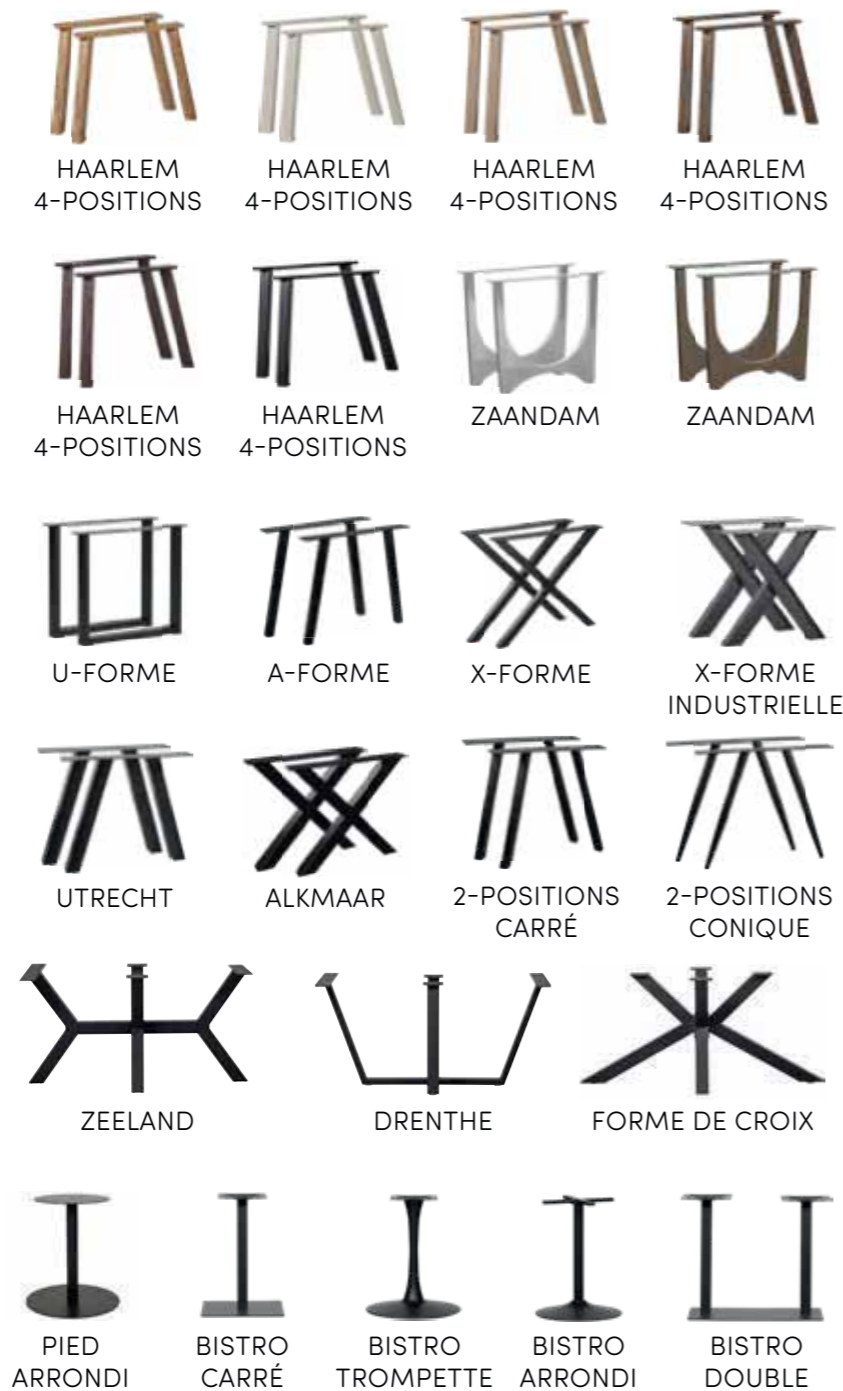 HAARLEM
4-POSITIONS
HAARLEM
4-POSITIONS
HAARLEM
4-POSITIONS
HAARLEM
4-POSITIONS
HAARLEM
4-POSITIONS
HAARLEM
4-POSITIONS
ZAANDAM
ZAANDAM
U-FORME
A-FORME
X-FORME
X-FORME
INDUSTRIELLE
UTRECHT
ALKMAAR
2-POSITIONS
CARRÉ
2-POSITIONS
CONIQUE
ZEELAND
DRENTHE
FORME DE CROIX
PIED
ARRONDI
BISTRO
CARRÉ
BISTRO
TROMPETTE
BISTRO
ARRONDI
BISTRO
DOUBLE